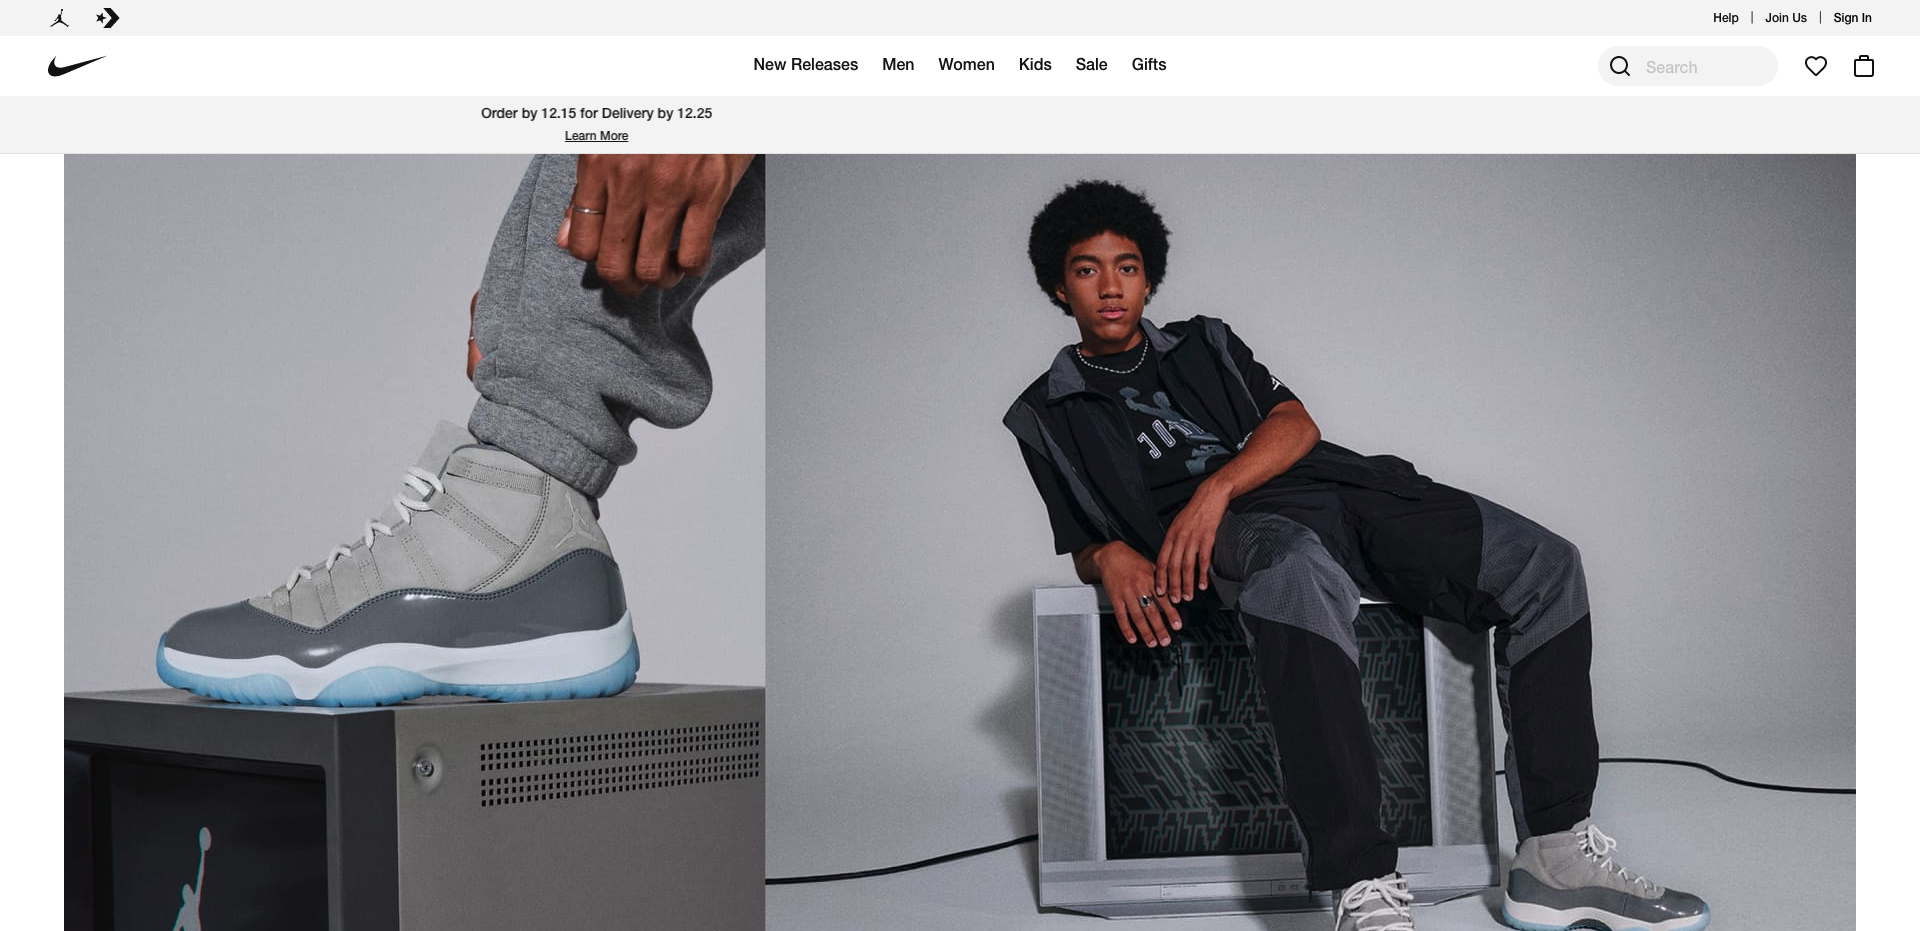 Help
Join Us
Sign In
New Releases
Men
Women
Kids
Sale
Gifts
Search
Order by 12.15 for Delivery by 12.25
Learn More